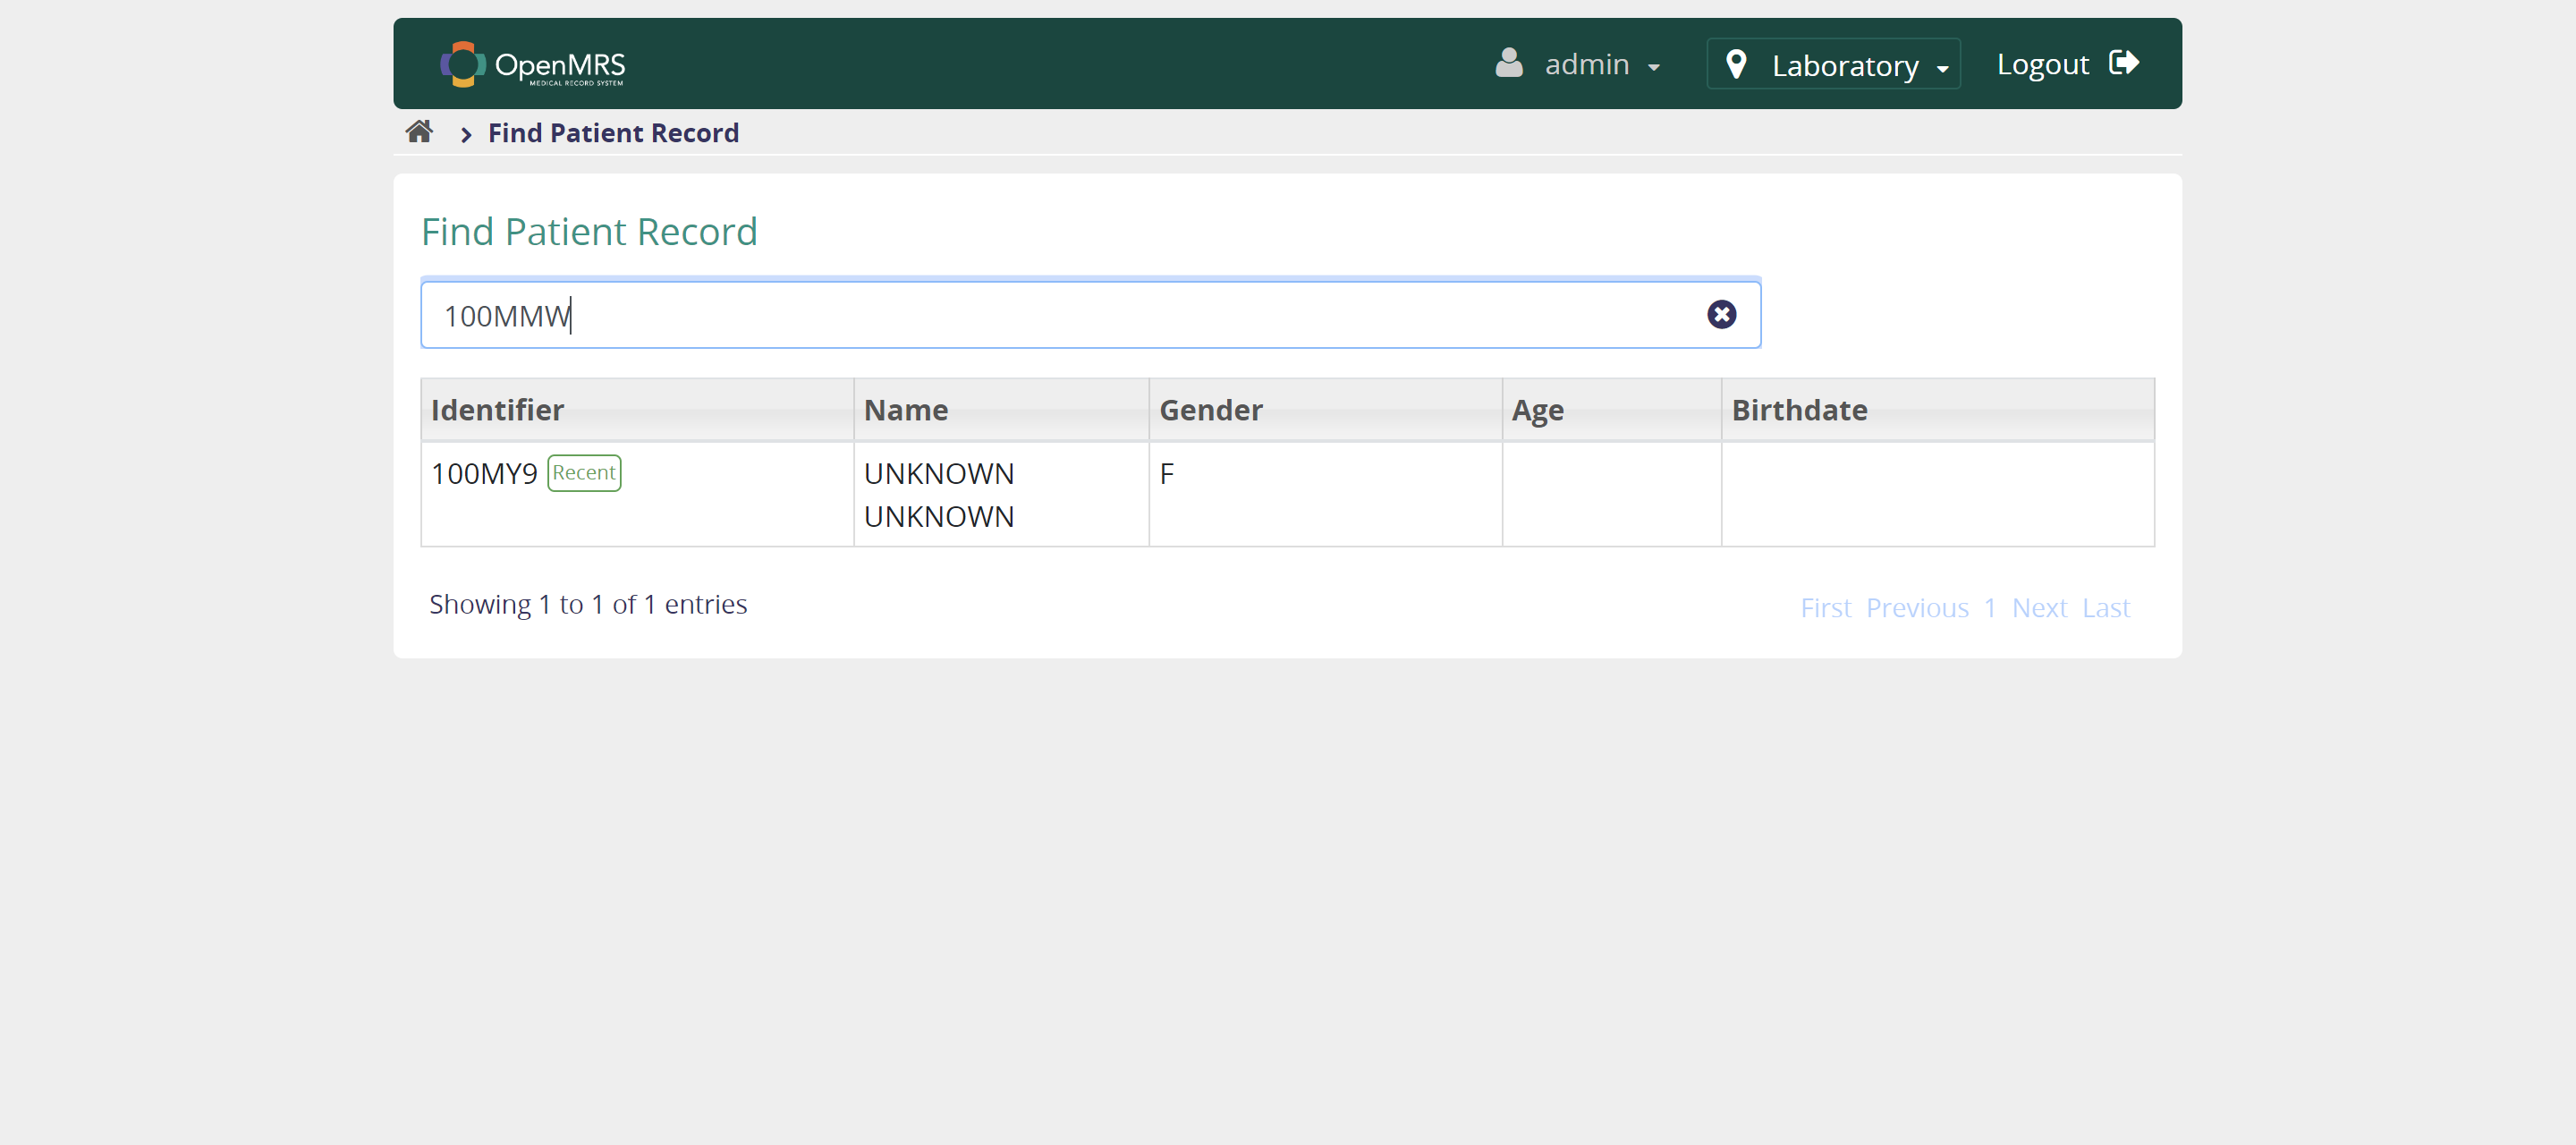 OpenMRS
MEDICAL RECORD SYSTEM
admin
Laboratory
Logout
Find Patient Record
Find Patient Record
100MMW
Identifier Name Gender Age Birthdate
100MY9 Recent UNKNOWN F
UNKNOWN
Showing 1 to 1 of 1 entries
First Previous 1 Next Last